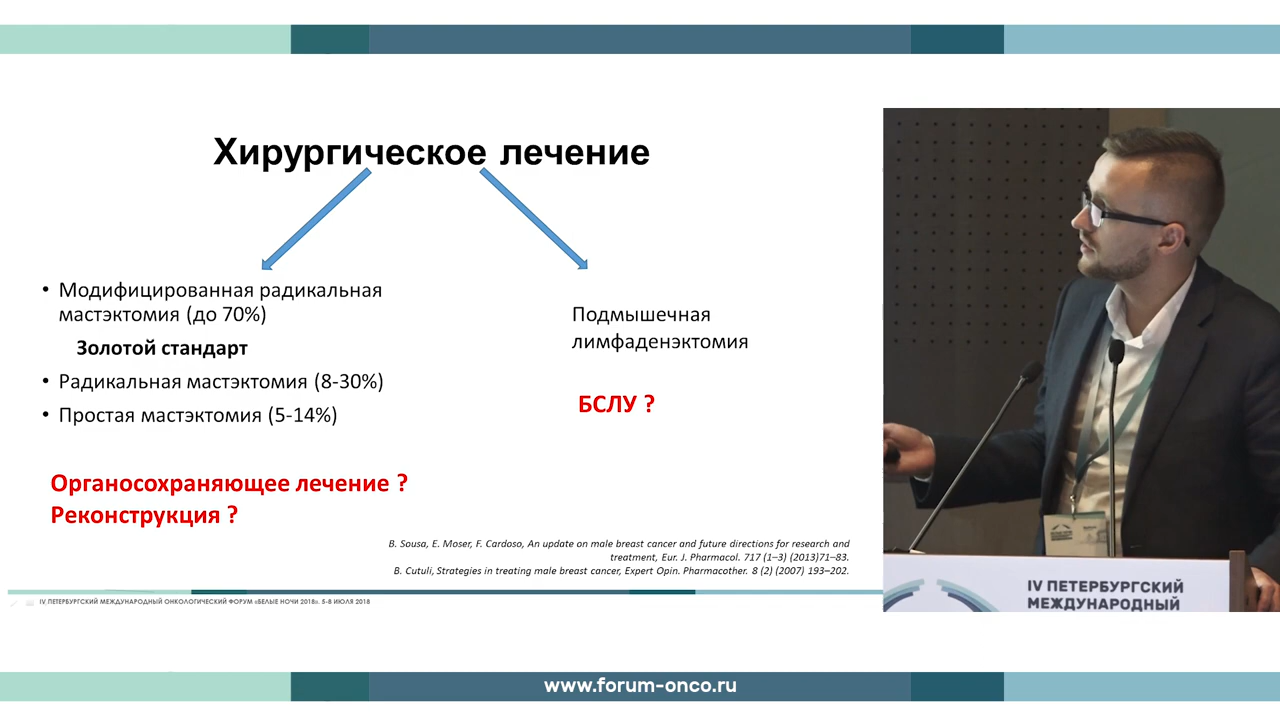 Хирургическое лечение
• Модифицированная радикальная
мастэктомия (до 70%)
Золотой стандарт
• Радикальная мастэктомия (8-30%)
• Простая мастэктомия (5-14%)
Органосохраняющее лечение ?
Реконструкция ?
Подмышечная
лимфаденэктомия
БСЛУ ?
B. Sousa, E. Moser, F. Cardoso, An update on male breast cancer and future directions for research and
treatment, Eur. J. Pharmacol. 717 (1–3) (2013)71–83.
B. Cutuli, Strategies in treating male breast cancer, Expert Opin. Pharmacother. 8 (2) (2007) 193–202.
IV ПЕТЕРБУРГСКИЙ МЕЖДУНАРОДНЫЙ ОНКОЛОГИЧЕСКИЙ ФОРУМ «БЕЛЫЕ НОЧИ 2018». 5-8 ИЮЛЯ 2018
IV ПЕТЕРБУРГСКИЙ
МЕЖДУНАРОДНЫЙ
www.forum-onco.ru